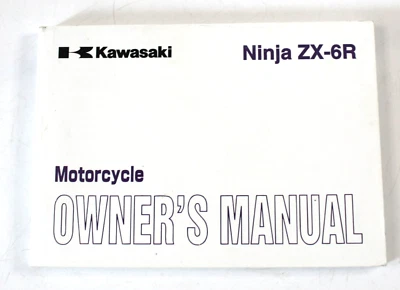 Kawasaki Ninja ZX-6R
Motorcycle
OWNER'S MANUAL